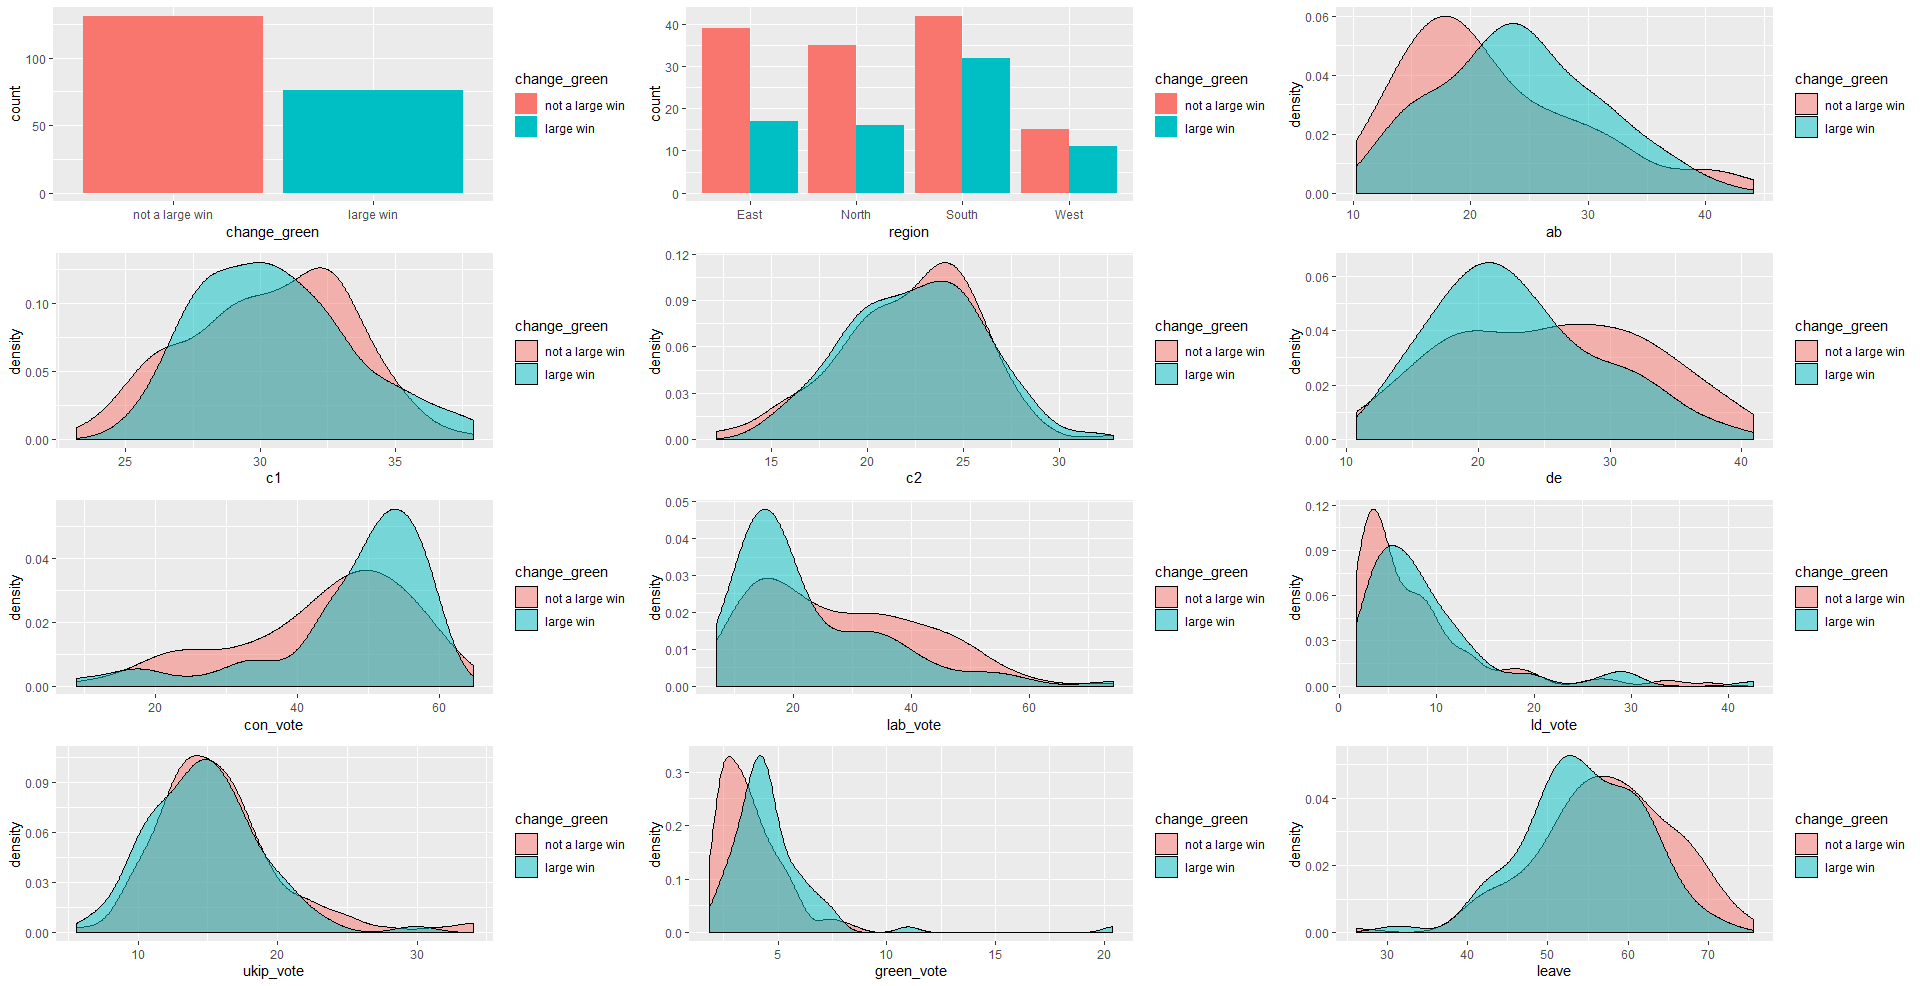 count
100
50
0
not a large win
large win
change_green
change_green
not a large win
large win
count
40
30
20
10
0
East
North
South
West
region
change_green
not a large win
large win
density
0.06
0.04
0.02
0.00
10
20
30
40
ab
change_green
not a large win
large win
density
0.10
0.05
0.00
25
30
35
c1
change_green
not a large win
large win
density
0.12
0.09
0.06
0.03
0.00
15
20
25
30
c2
change_green
not a large win
large win
density
0.06
0.04
0.02
0.00
10
20
30
40
de
change_green
not a large win
large win
density
0.04
0.02
0.00
20
40
60
con_vote
change_green
not a large win
large win
density
0.05
0.04
0.03
0.02
0.01
0.00
20
40
60
lab_vote
change_green
not a large win
large win
density
0.12
0.09
0.06
0.03
0.00
0
10
20
30
40
ld_vote
change_green
not a large win
large win
density
0.09
0.06
0.03
0.00
10
20
30
ukip_vote
change_green
not a large win
large win
density
0.3
0.2
0.1
0.0
5
10
15
20
green_vote
change_green
not a large win
large win
density
0.04
0.02
0.00
30
40
50
60
70
leave
change_green
not a large win
large win